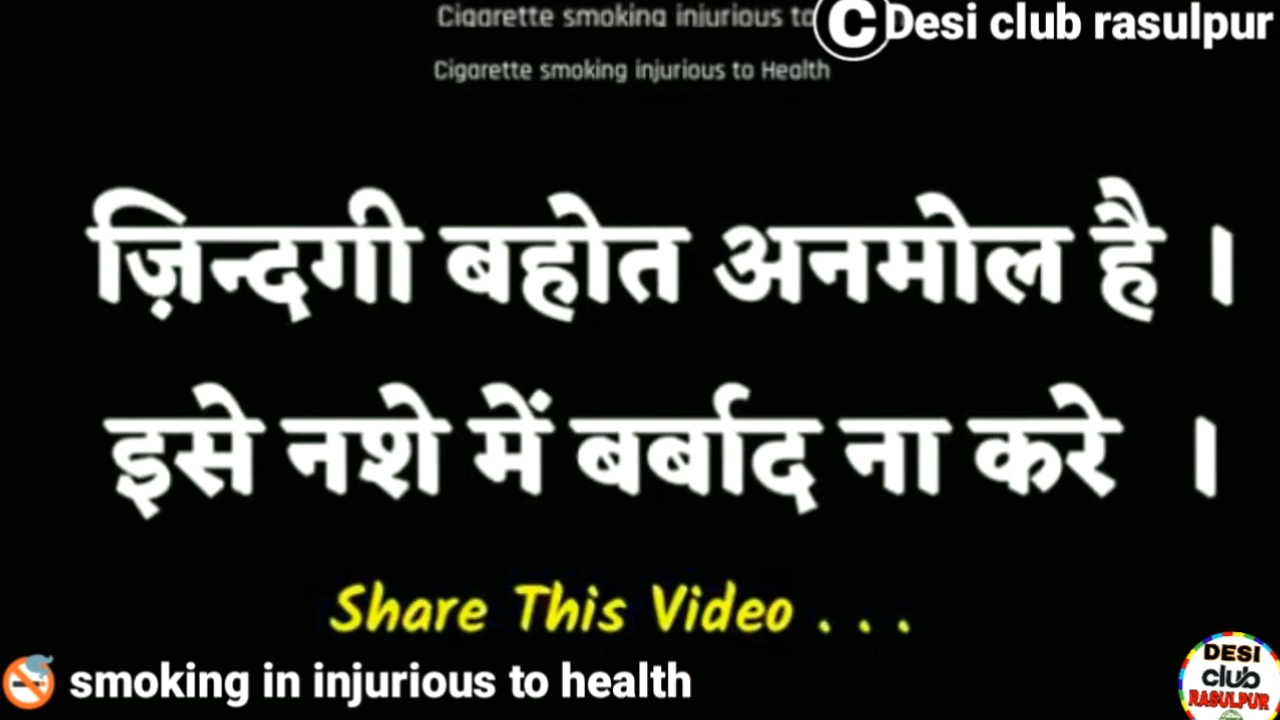 Cigarette smoking injurious to
© Desi club rasulpur
Cigarette smoking injurious to Health
ज़िन्दगी बहोत अनमोल है ।
इसे नशे में बर्बाद ना करे ।
Share This Video . . .
smoking in injurious to health
DESI
club
RASULPUR